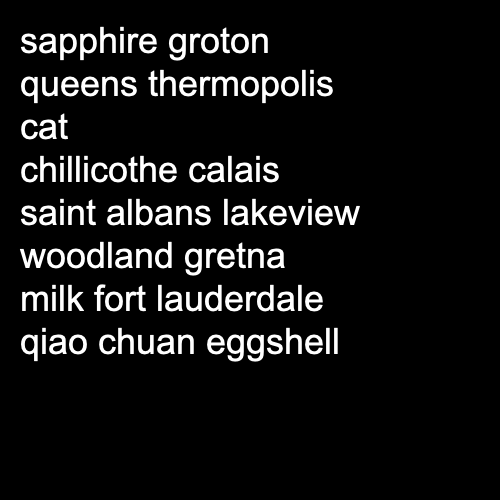 sapphire groton
queens thermopolis
cat
chillicothe calais
saint albans lakeview
woodland gretna
milk fort lauderdale
qiao chuan eggshell